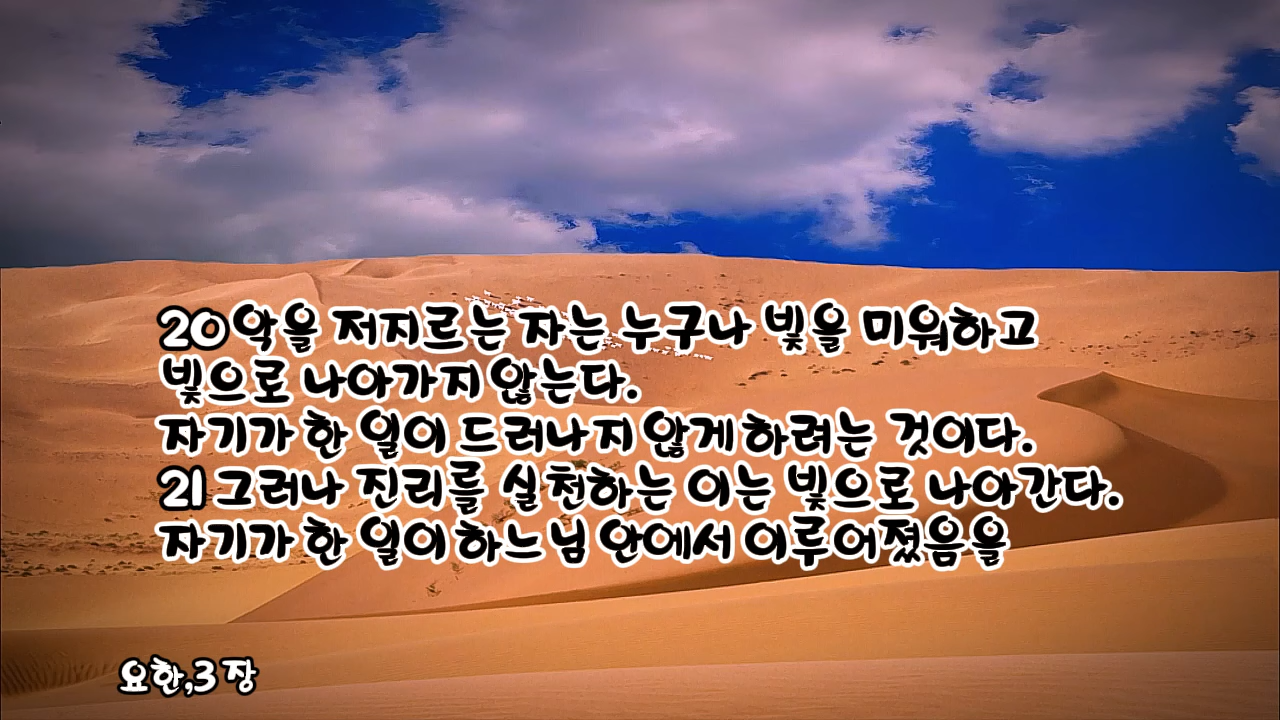 20 악을 저지르는 자는 누구나 빛을 미워하고
빛으로 나아가지 않는다.
자기가 한 일이 드러나지 않게 하려는 것이다.
21 그러나 진리를 실천하는 이는 빛으로 나아간다.
자기가 한 일이 하느님 안에서 이루어졌음을
요한,3 장